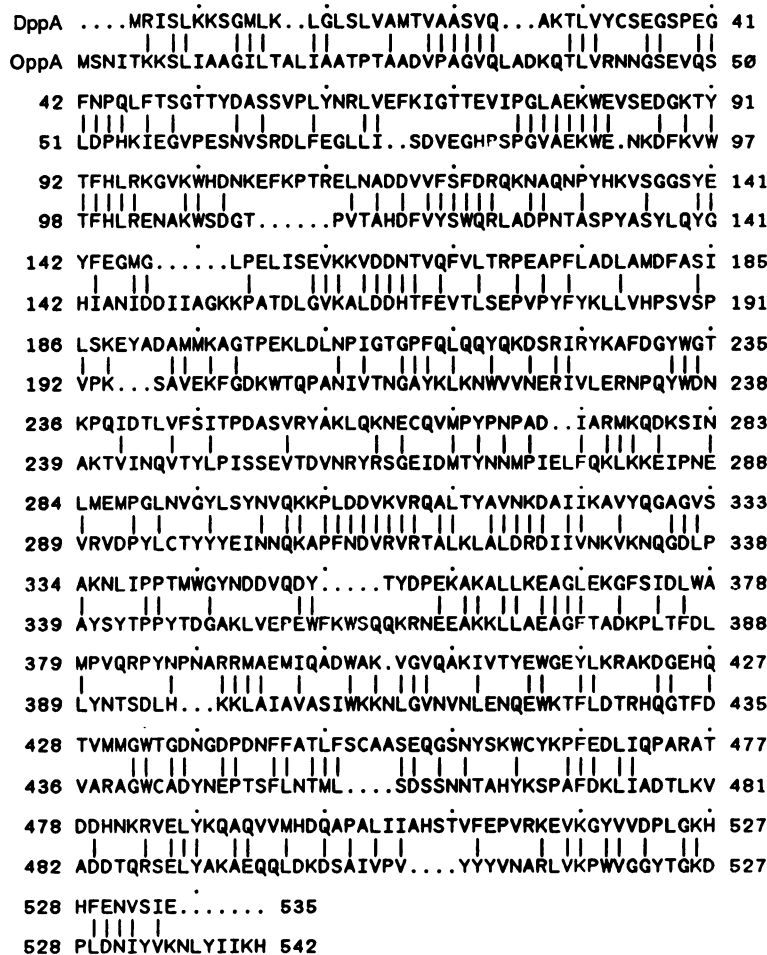 DppA ....MRISLKKSGMLK..LGLSLVAMTVAASVQ...AKTLVYCSEGSPEG 41
OppA MSNITKKSLIAAGILTALIAATPTAADVPAGVQLADKQTLVRNNGSEVQS 50
42 FNPQLFTSGTTYDASSVPLYNRLVEFKIGTTEVIPGLAEKWEVSEDGKTY 91
51 LDPHKIEGVPESNVSRDLFEGLLI..SDVEGHPSPGVAEKWE.NKDFKVW 97
92 TFHLRKGVKWHDNKEFKPTRELNADDVVFSFDRQKNAQNPYHKVSGGSYE 141
98 TFHLRENAKWSDGT......PVTAHDFVYSWQRLADPNTASPYASYLQYG 141
142 YFEGMG......LPELISEVKKVDDNTVQFVLTRPEAPFLADLAMDFASI 185
142 HIANIDDIIAGKKPATDLGVKALDDHTFEVTLSEPVPYFYKLLVHPSVSP 191
186 LSKEYADAMMKAGTPEKLDLNPIGTGPFQLQQYQKDSRIRYKAFDGYWGT 235
192 VPK...SAVEKFGDKWTQPANIVTNGAYKLKNWVVNERIVLERNPQYWDN 238
236 KPQIDTLVFSITPDASVRYAKLQKNECQVMPYPNPAD..IARMKQDKSIN 283
239 AKTVINQVTYLPISSEVTDVNRYRSGEIDMTYNNMPIELFQKLKKEIPNE 288
284 LMEMPGLNVGYLSYNVQKKPLDDVKVRQALTYAVNKDAIIKAVYQGAGVS 333
289 VRVDPYLCTYYYEINNQKAPFNDVRVRTALKLALDRDIIVNKVKNQGDLP 338
334 AKNLIPPTMWGYNDDVQDY.....TYDPEKAKALLKEAGLEKGFSIDLWA 378
339 AYSYTPPYTDGAKLVEPEWFKWSQQKRNEEAKKLLAEAGFTADKPLTFDL 388
379 MPVQRPYNPNARRMAEMIQADWAK.VGVQAKIVTYEWGEYLKRAKDGEHQ 427
389 LYNTSDLH...KKLAIAVASIWKKNLGVNVNLENQEWKTFLDTRHQGTFD 435
428 TVMMGWTGDNGDPDNFFATLFSCAASEQGSNYSKWCYKPFEDLIQPARAT 477
436 VARAGWCADYNEPTSFLNTML....SDSSNNTAHYKSPAFDKLIADTLKV 481
478 DDHNKRVELYKQAQVVMHDQAPALIIAHSTVFEPVRKEVKGYVVDPLGKH 527
482 ADDTQRSELYAKAEQQLDKDSAIVPV....YYYVNARLVKPWVGGYTGKD 527
528 HFENVSIE....... 535
528 PLDNIYVKNLYIIKH 542